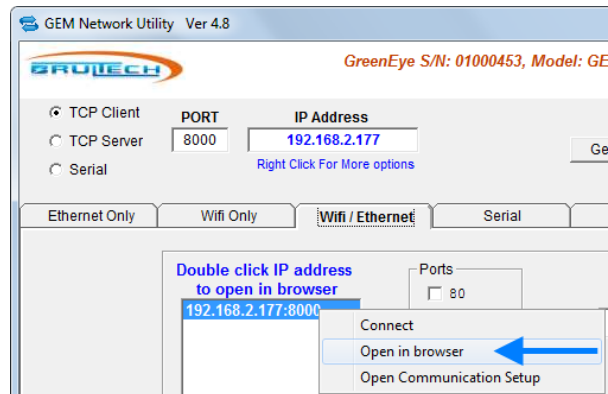 GEM Network Utility Ver 4.8
BRULTECH
GreenEye S/N: 01000453, Model: GE
TCP Client
TCP Server
Serial
PORT
8000
IP Address
192.168.2.177
Right Click For More options
Ge
Ethernet Only
Wifi Only
Wifi / Ethernet
Serial
Double click IP address
to open in browser
192.168.2.177:8000
Ports
80
Connect
Open in browser
Open Communication Setup